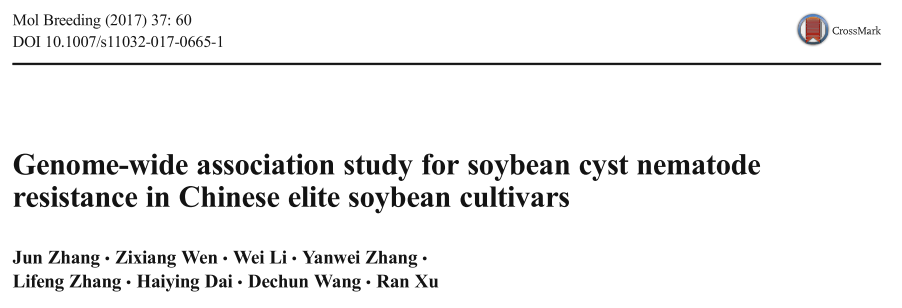 Mol Breeding (2017) 37: 60
DOI 10.1007/s11032-017-0665-1
CrossMark
Genome-wide association study for soybean cyst nematode
resistance in Chinese elite soybean cultivars
Jun Zhang · Zixiang Wen · Wei Li · Yanwei Zhang ·
Lifeng Zhang · Haiying Dai · Dechun Wang · Ran Xu